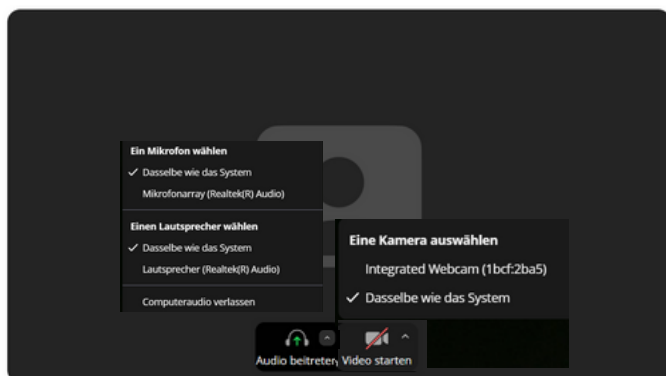 Ein Mikrofon wählen
Dasselbe wie das System
Mikrofonarray (Realtek(R) Audio)
Einen Lautsprecher wählen
Dasselbe wie das System
Lautsprecher (Realtek(R) Audio)
Computeraudio verlassen
Eine Kamera auswählen
Integrated Webcam (1bcf:2ba5)
Dasselbe wie das System
Audio beitreten
Video starten